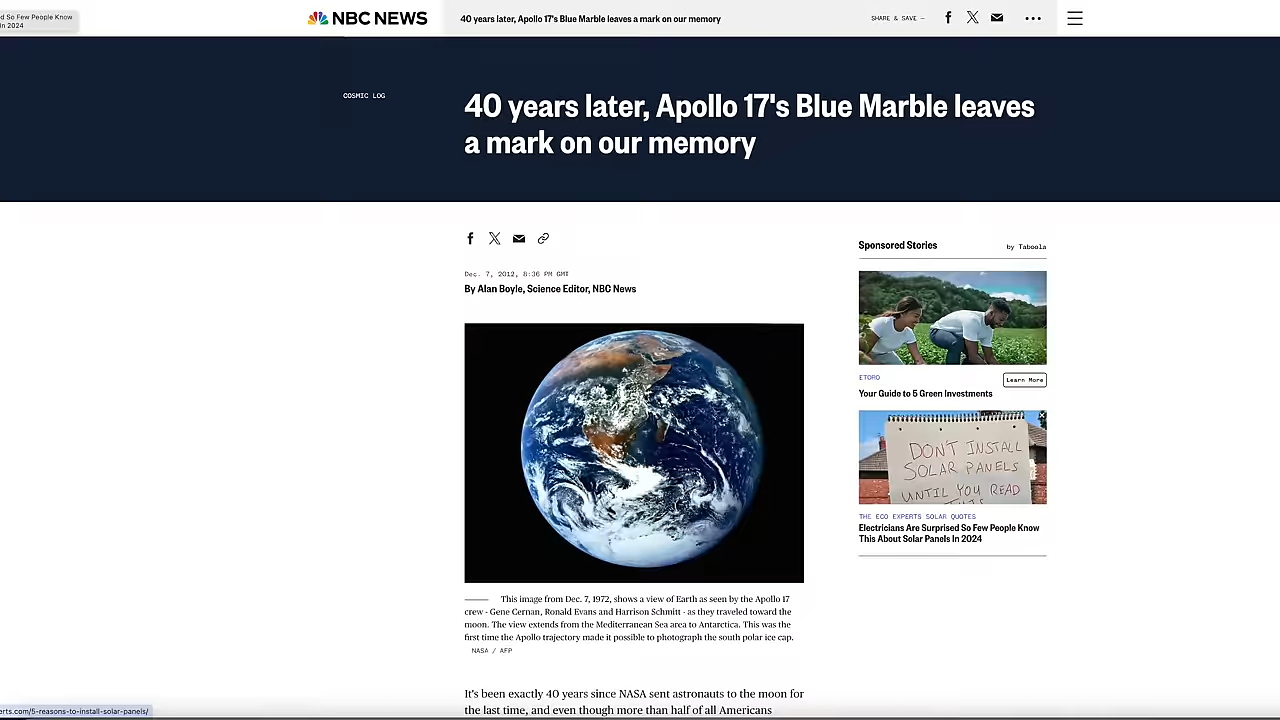 d So Few People Know
In 2024
NBC NEWS
40 years later, Apollo 17's Blue Marble leaves a mark on our memory
SHARE & SAVE —
COSMIC LOG
40 years later, Apollo 17's Blue Marble leaves
a mark on our memory
Dec. 7, 2012, 8:36 PM GMT
By Alan Boyle, Science Editor, NBC News
Sponsored Stories
by Taboola
ETORO
Learn More
Your Guide to 5 Green Investments
DON'T INSTALL
SOLAR PANELS
UNTIL YOU READ
THIS
THE ECO EXPERTS SOLAR QUOTES
Electricians Are Surprised So Few People Know
This About Solar Panels In 2024
This image from Dec. 7, 1972, shows a view of Earth as seen by the Apollo 17
crew - Gene Cernan, Ronald Evans and Harrison Schmitt - as they traveled toward the
moon. The view extends from the Mediterranean Sea area to Antarctica. This was the
first time the Apollo trajectory made it possible to photograph the south polar ice cap.
NASA / AFP
It's been exactly 40 years since NASA sent astronauts to the moon for
the last time, and even though more than half of all Americans
erts.com/5-reasons-to-install-solar-panels/